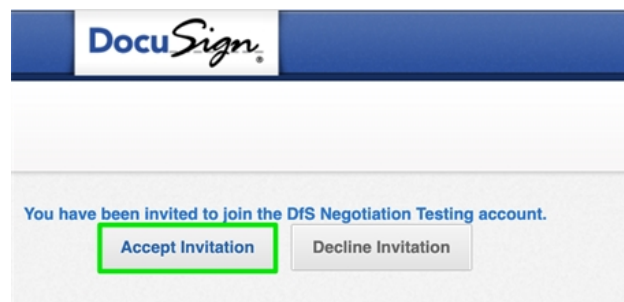 DocuSign®
You have been invited to join the DfS Negotiation Testing account.
Accept Invitation Decline Invitation